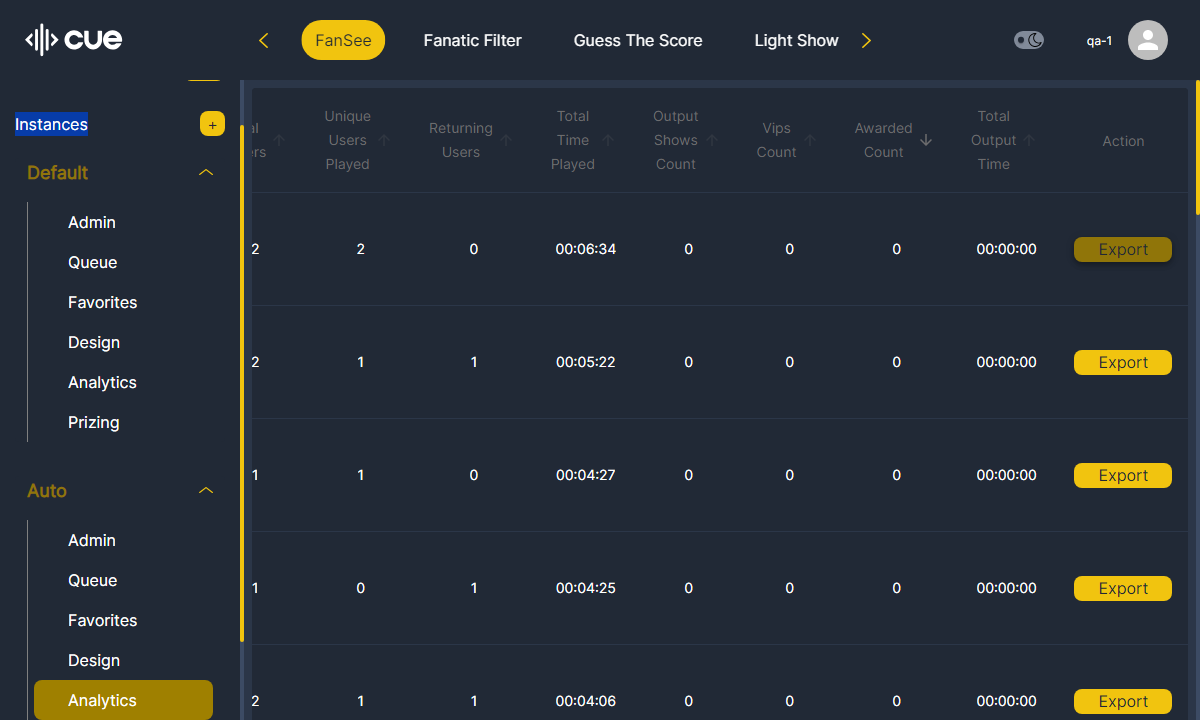 cue
FanSee
Fanatic Filter
Guess The Score
Light Show
qa-1
Instances
+
Default
Admin
Queue
Favorites
Design
Analytics
Prizing
Auto
Admin
Queue
Favorites
Design
Analytics
Unique
Users
Played
Returning
Users
Total
Time
Played
Output
Shows
Count
Vips
Count
Awarded
Count
Total
Output
Time
Action
2 2 0 00:06:34 0 0 0 00:00:00 Export
2 1 1 00:05:22 0 0 0 00:00:00 Export
1 1 0 00:04:27 0 0 0 00:00:00 Export
1 0 1 00:04:25 0 0 0 00:00:00 Export
2 1 1 00:04:06 0 0 0 00:00:00 Export